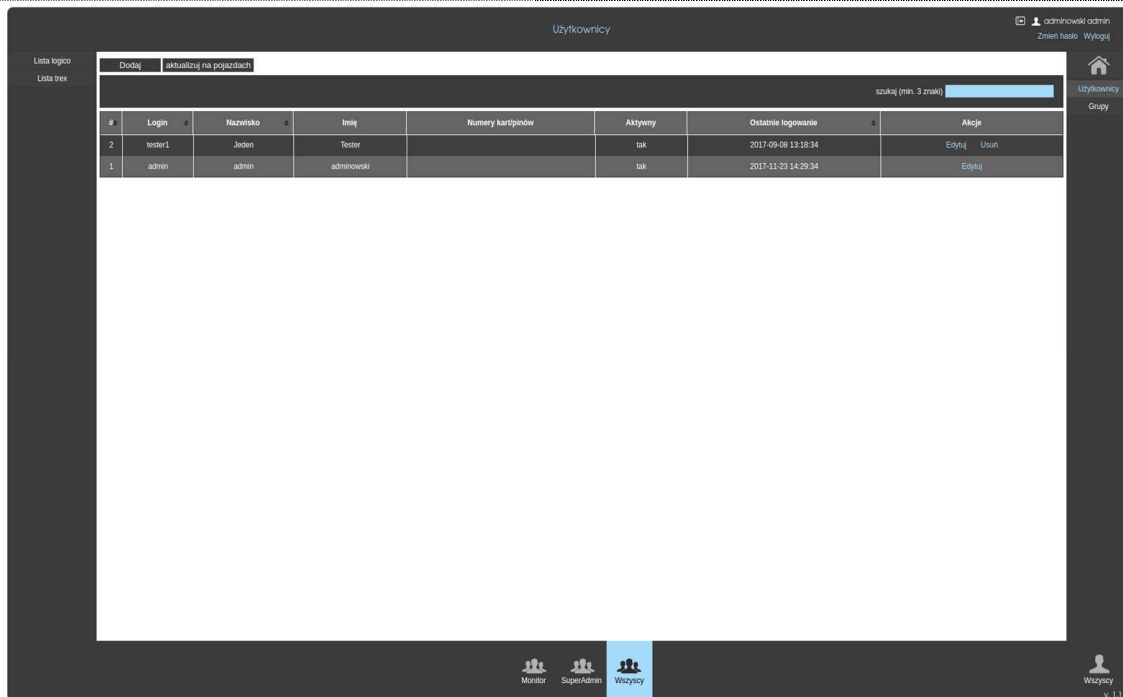 Użytkownicy
adminowski admin
Zmień hasło Wyloguj
Lista logico
Lista trex
Dodaj aktualizuj na pojazdach
szukaj (min. 3 znaki)
Użytkownicy
Grupy
# Login Nazwisko Imię Numery kart/pinów Aktywny Ostatnie logowanie Akcje
2 tester1 Jeden Tester tak 2017-09-08 13:18:34 Edytuj Usuń
1 admin admin adminowski tak 2017-11-23 14:29:34 Edytuj
Monitor SuperAdmin Wszyscy Wszyscy
v. 1.1